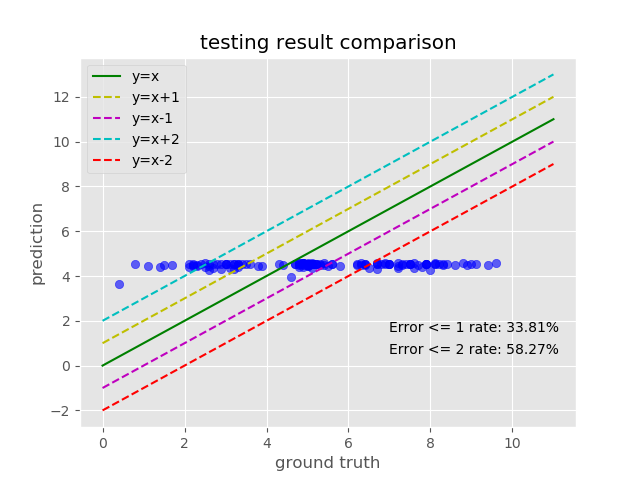 testing result comparison
y=x
y=x+1
y=x-1
y=x+2
y=x-2
12
10
8
6
4
2
0
−2
prediction
Error <= 1 rate: 33.81%
Error <= 2 rate: 58.27%
0 2 4 6 8 10
ground truth